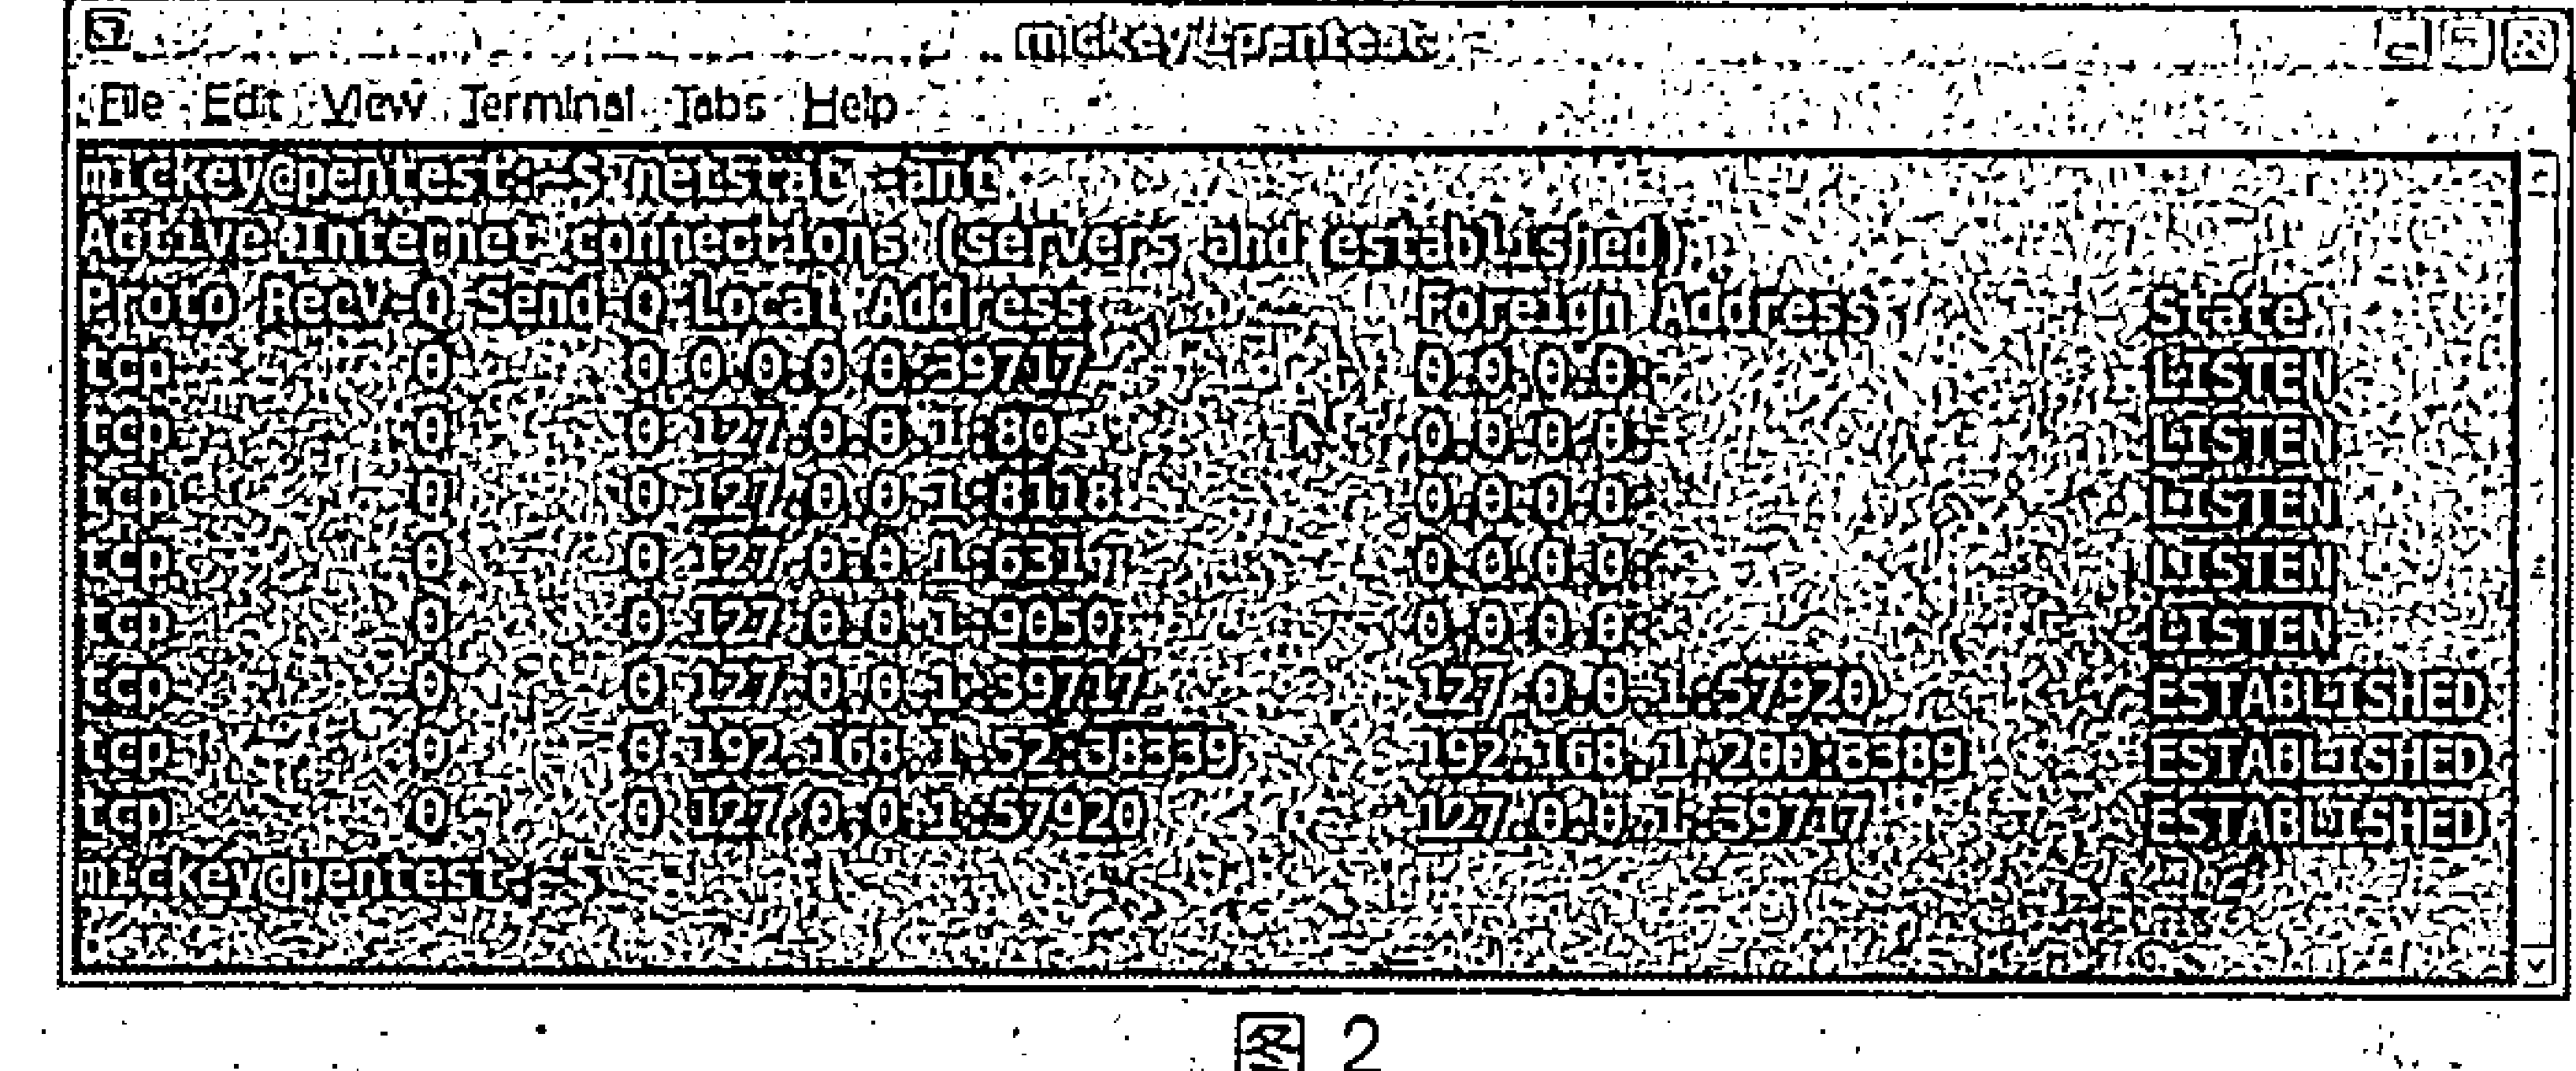 mickey@pentest:
File Edit View Terminal Tabs Help
mickey@pentest:~$ netstat -ant
Active Internet connections (servers and established)
Proto Recv-Q Send-Q Local Address Foreign Address State
tcp 0 0 0.0.0.0:39717 0.0.0.0:* LISTEN
tcp 0 0 127.0.0.1:80 0.0.0.0:* LISTEN
tcp 0 0 127.0.0.1:8118 0.0.0.0:* LISTEN
tcp 0 0 127.0.0.1:631 0.0.0.0:* LISTEN
tcp 0 0 127.0.0.1:9050 0.0.0.0:* LISTEN
tcp 0 0 127.0.0.1:39717 127.0.0.1:57920 ESTABLISHED
tcp 0 0 192.168.1.52:38339 192.168.1.200:3389 ESTABLISHED
tcp 0 0 127.0.0.1:57920 127.0.0.1:39717 ESTABLISHED
mickey@pentest:~$
图 2